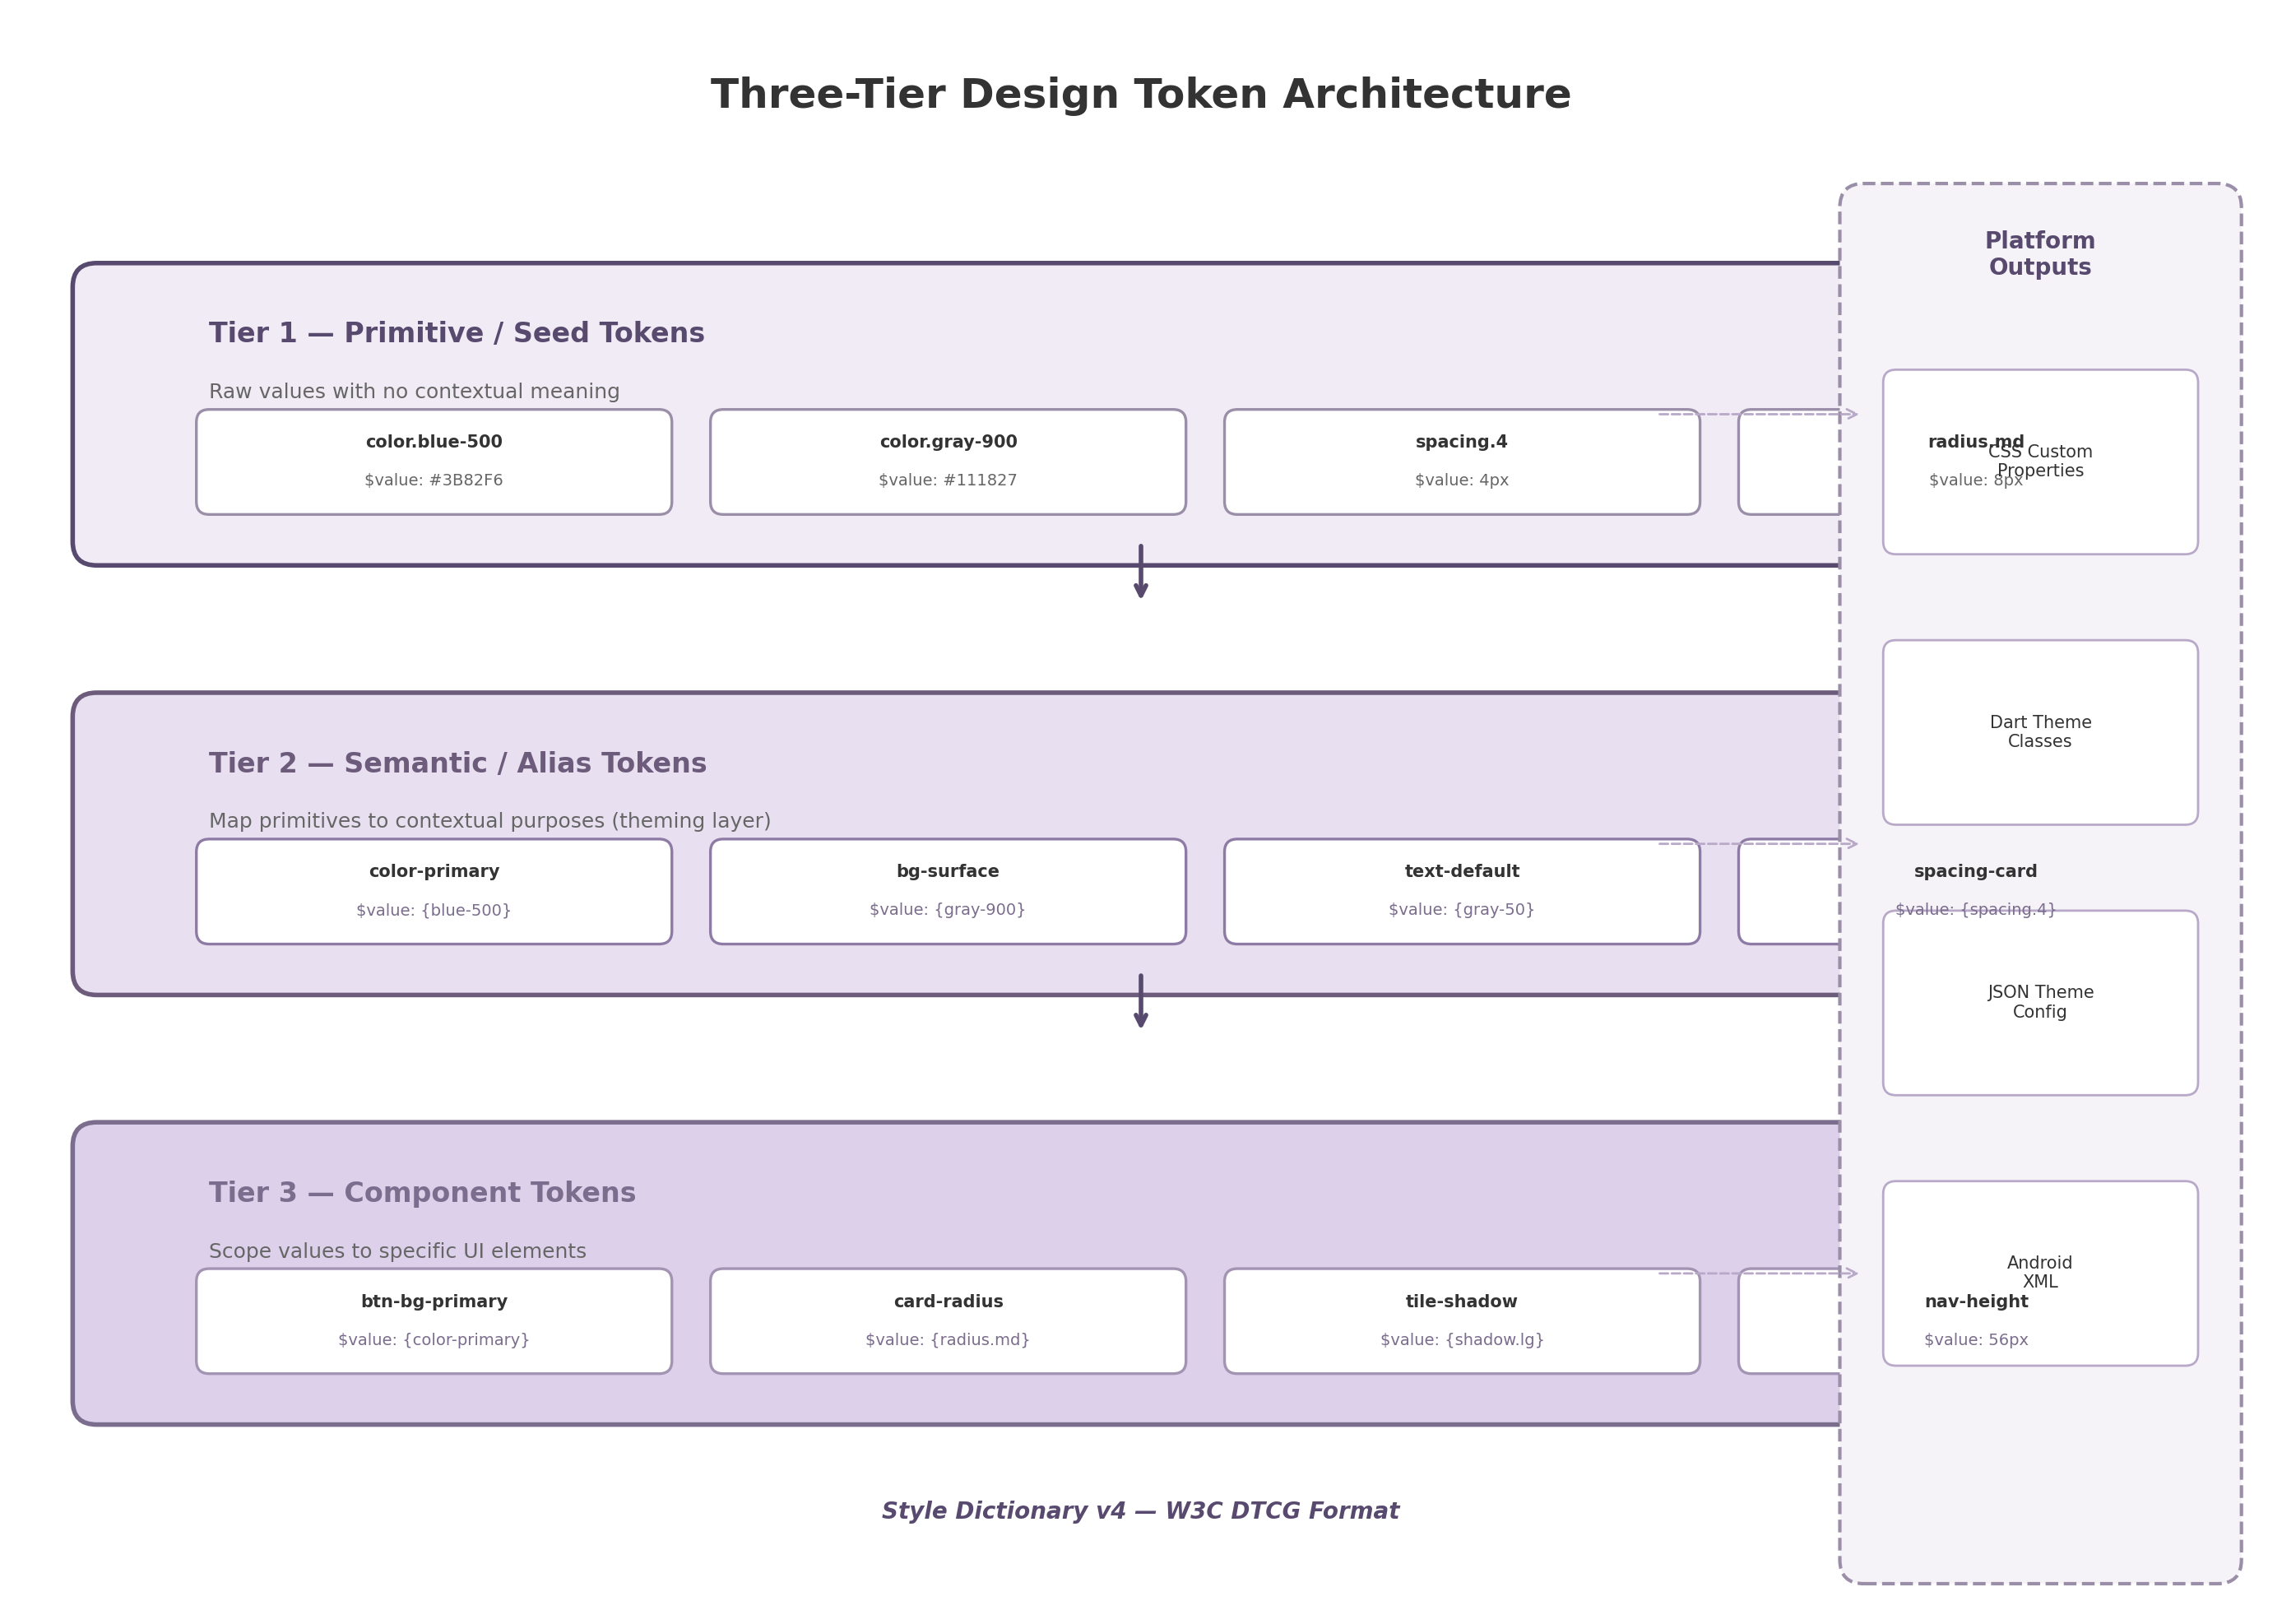 Three-Tier Design Token Architecture
Platform
Outputs
Tier 1 — Primitive / Seed Tokens
Raw values with no contextual meaning
color.blue-500
$value: #3B82F6
color.gray-900
$value: #111827
spacing.4
$value: 4px
radius.md
$value: 8px
CSS Custom
Properties
Dart Theme
Classes
Tier 2 — Semantic / Alias Tokens
Map primitives to contextual purposes (theming layer)
color-primary
$value: {blue-500}
bg-surface
$value: {gray-900}
text-default
$value: {gray-50}
spacing-card
$value: {spacing.4}
JSON Theme
Config
Tier 3 — Component Tokens
Scope values to specific UI elements
btn-bg-primary
$value: {color-primary}
card-radius
$value: {radius.md}
tile-shadow
$value: {shadow.lg}
Android
XML
nav-height
$value: 56px
Style Dictionary v4 — W3C DTCG Format